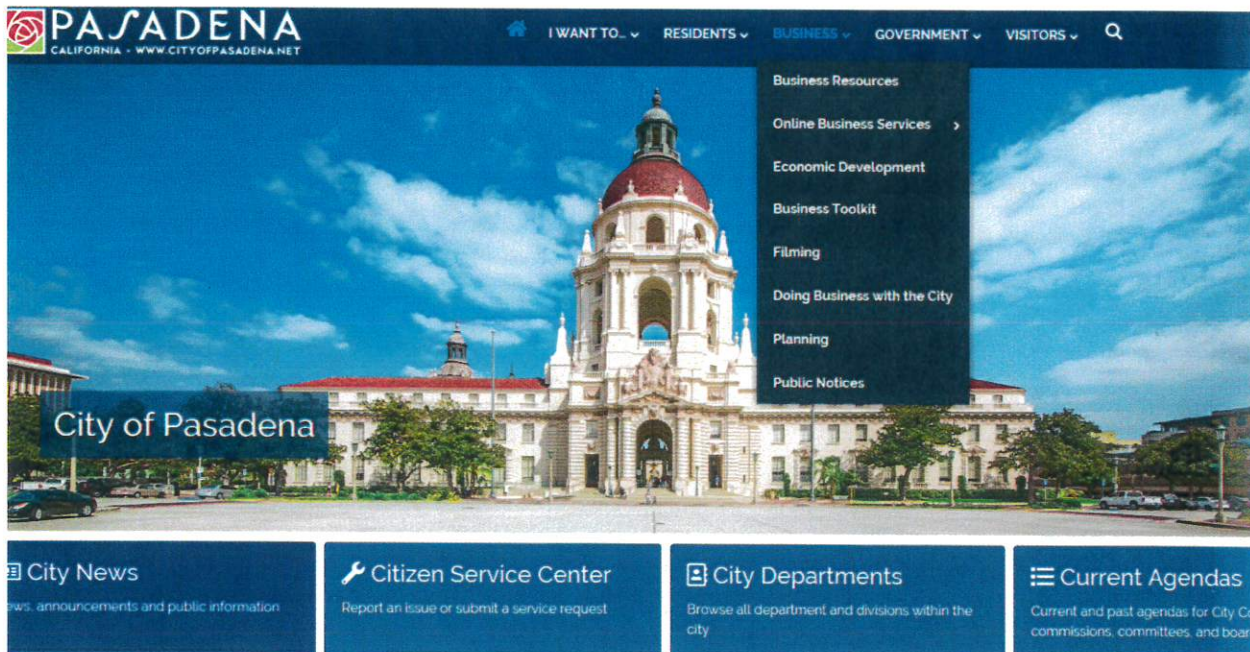 PASADENA
CALIFORNIA • WWW.CITYOFPASADENA.NET
I WANT TO... RESIDENTS BUSINESS GOVERNMENT VISITORS
Business Resources
Online Business Services
Economic Development
Business Toolkit
Filming
Doing Business with the City
Planning
Public Notices
City of Pasadena
City News
announcements and public information
Citizen Service Center
Report an issue or submit a service request
City Departments
Browse all department and divisions within the
city
Current Agendas
Current and past agendas for City
commissions, committees, and